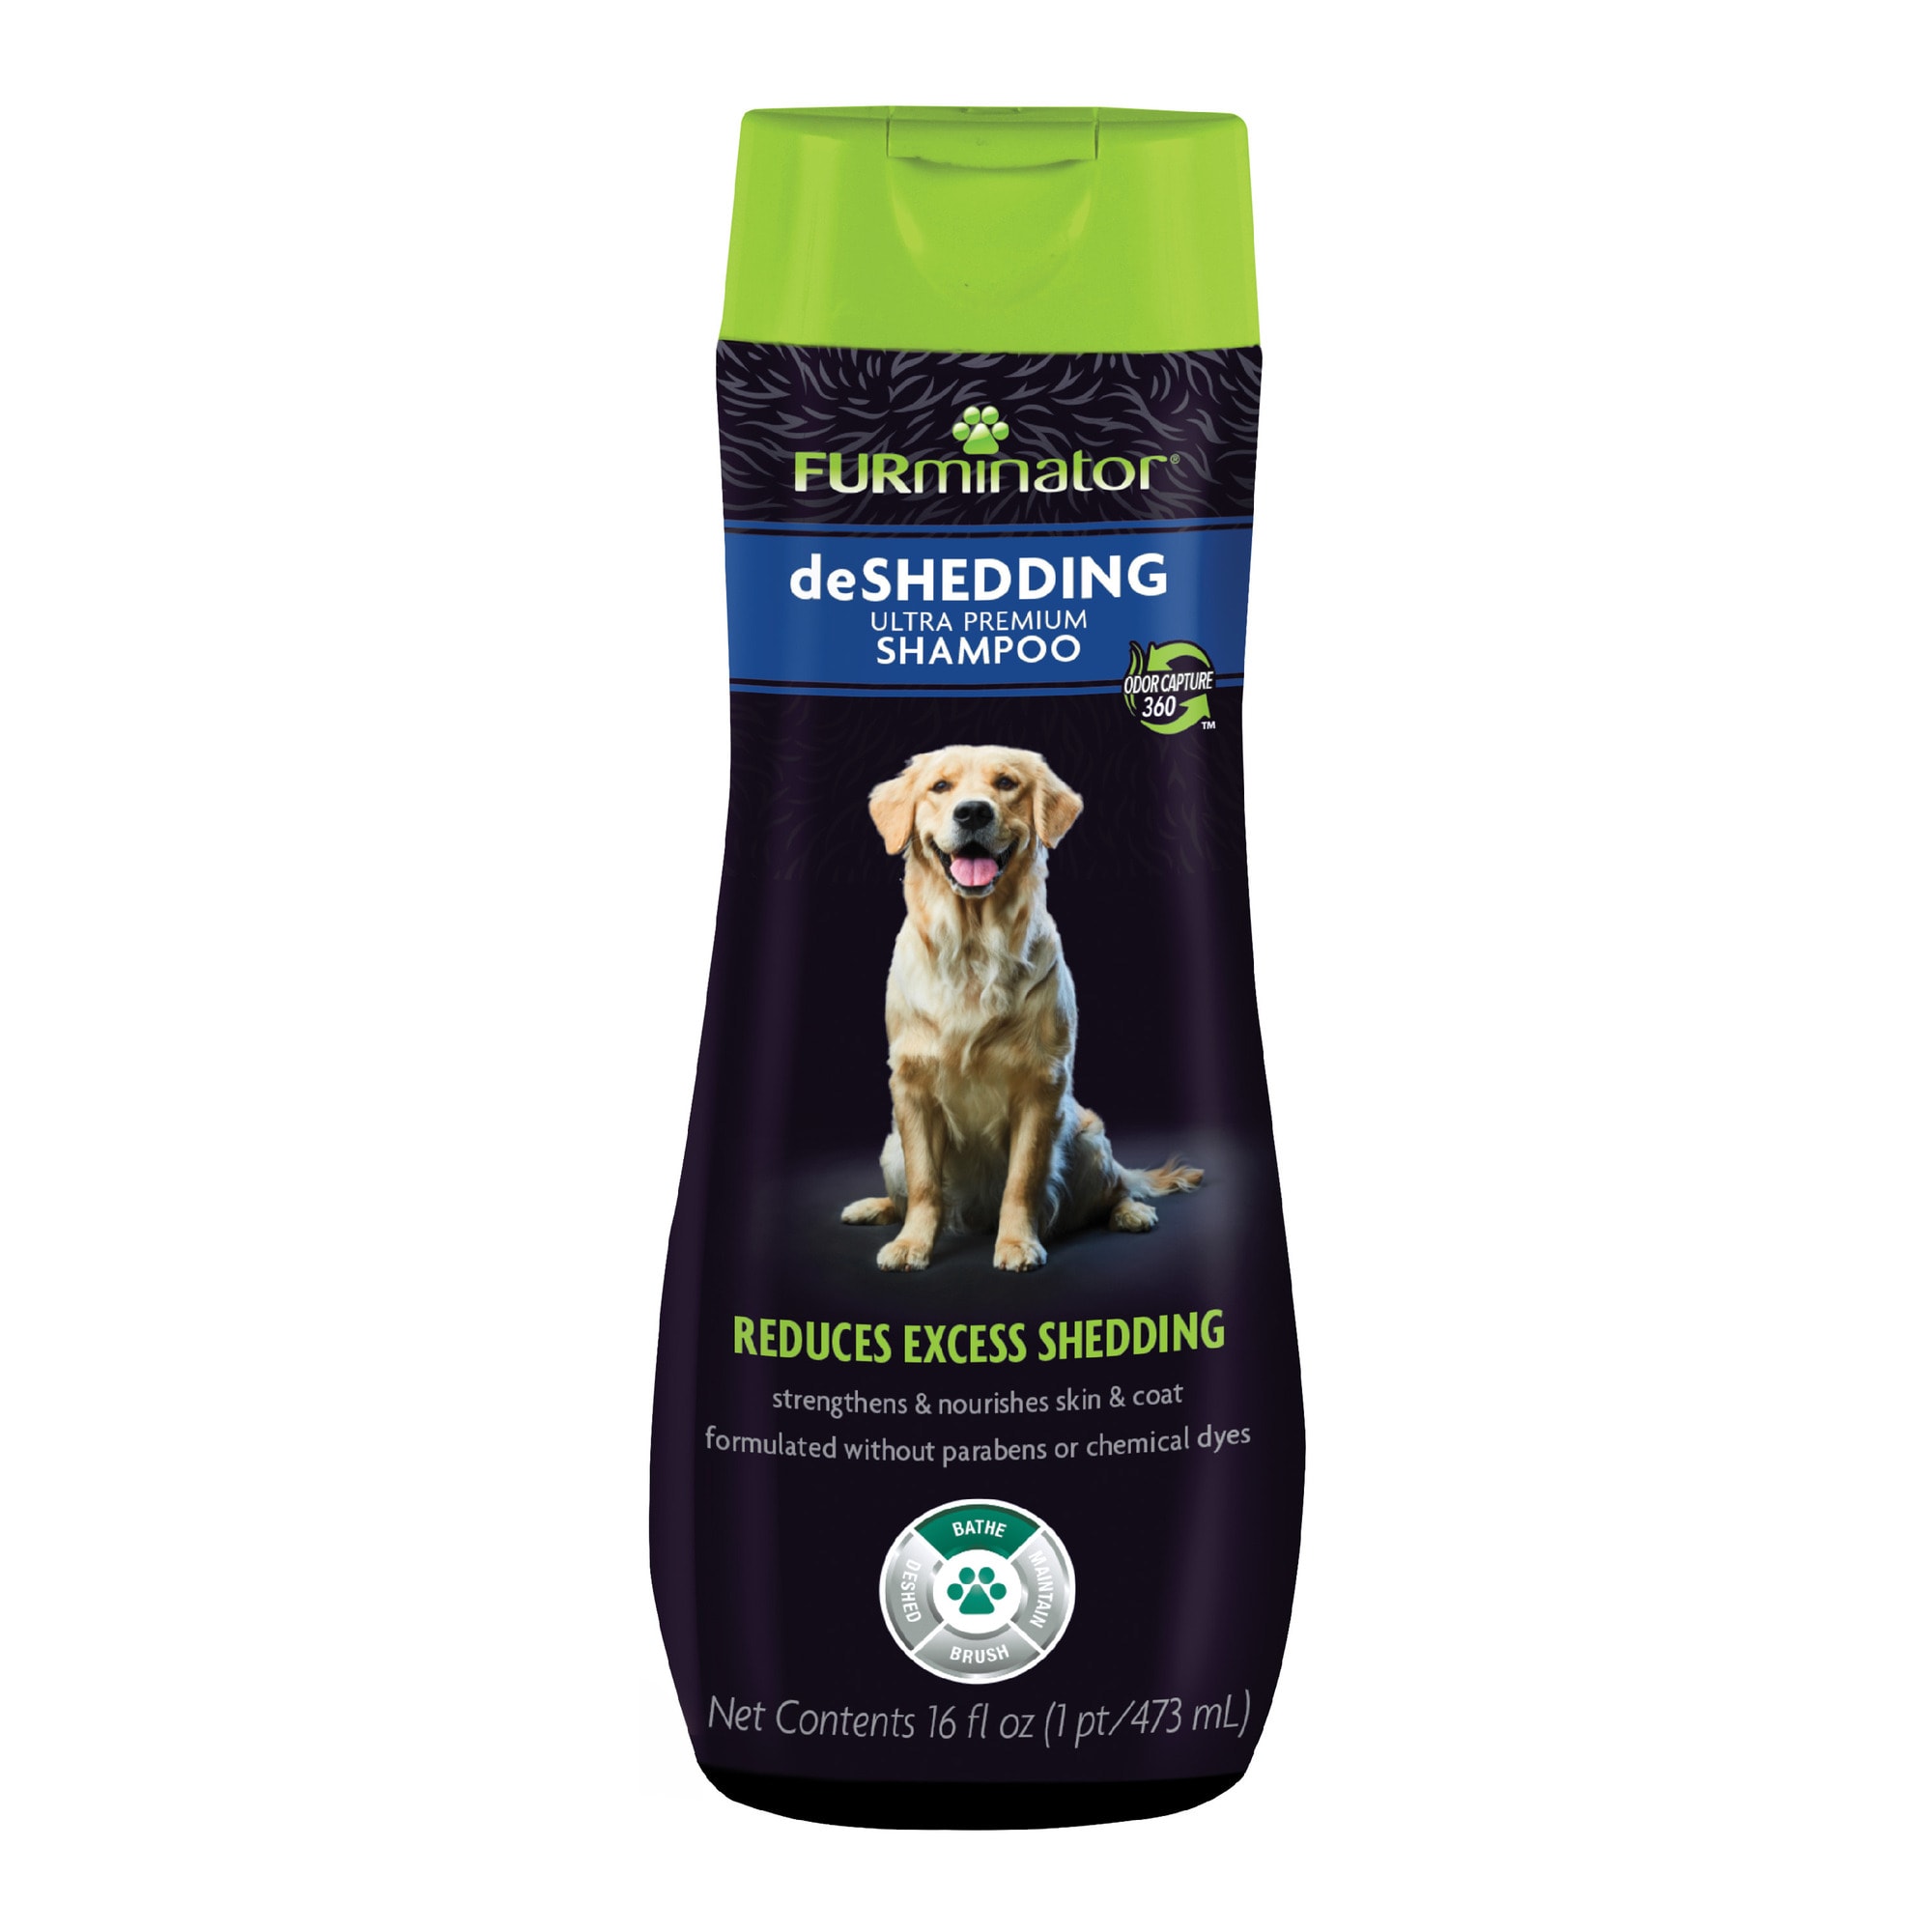 FURminator®
deSHEDDING
ULTRA PREMIUM
SHAMPOO
ODOR CAPTURE
360
TM
REDUCES EXCESS SHEDDING
strengthens & nourishes skin & coat
formulated without parabens or chemical dyes
BATHE
DESHED
MAINTAIN
BRUSH
Net Contents 16 fl oz (1 pt/473 mL)